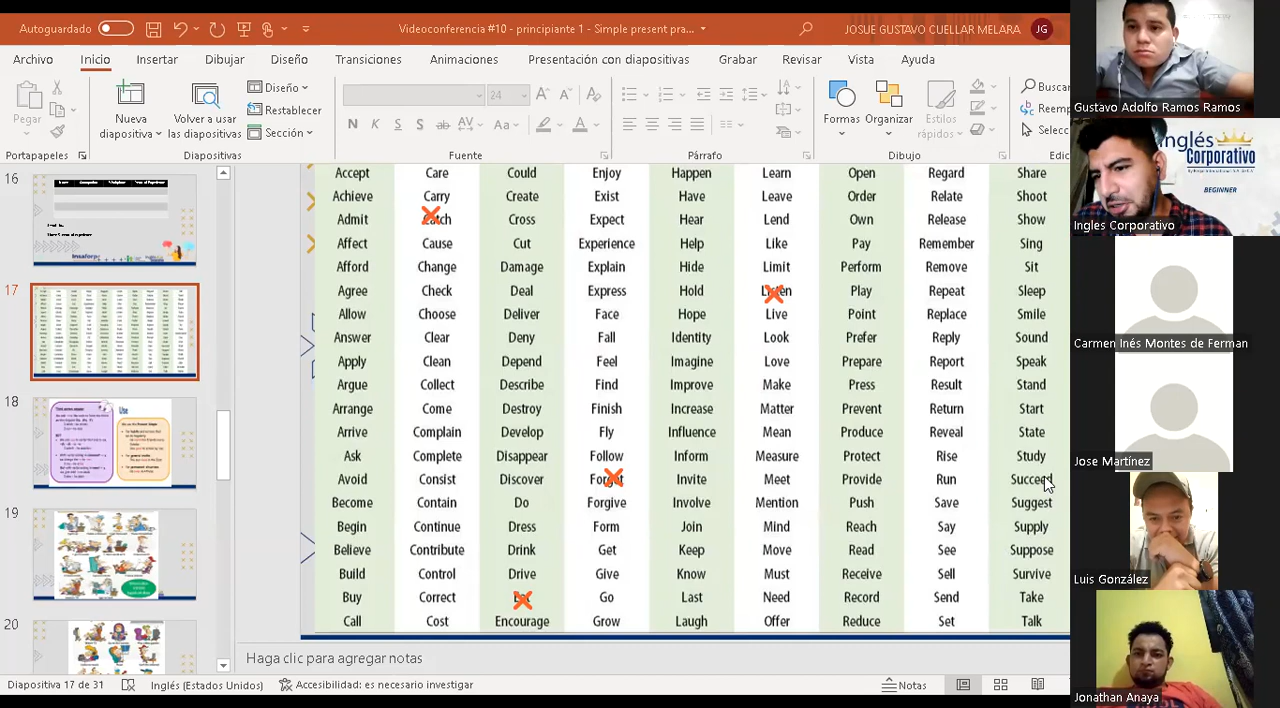 Autoguardado
Videoconferencia #10 - principiante 1 - Simple present pra...
JOSUE GUSTAVO CUELLAR MELARA
JG
Archivo Inicio Insertar Dibujar Diseño Transiciones Animaciones Presentación con diapositivas Grabar Revisar Vista Ayuda
Pegar
Nueva diapositiva
Volver a usar las diapositivas
Diseño
Restablecer
Sección
24
N K S S ab AV Aa A
Formas
Organizar
Estilos rápidos
Buscar
Portapapeles Diapositivas Fuente Párrafo Dibujo
16
17
18
19
20
Accept Care Could Enjoy Happen Learn Open Regard Share
Achieve Carry Create Exist Have Leave Order Relate Shoot
Admit Cross Expect Hear Lend Own Release Show
Affect Cause Cut Experience Help Like Pay Remember Sing
Afford Change Damage Explain Hide Limit Perform Remove Sit
Agree Check Deal Express Hold Play Repeat Sleep
Allow Choose Deliver Face Hope Live Point Replace Smile
Answer Clear Deny Fall Identity Look Prefer Reply Sound
Apply Clean Depend Feel Imagine Love Prepare Report Speak
Argue Collect Describe Find Improve Make Press Result Stand
Arrange Come Destroy Finish Increase Matter Prevent Return Start
Arrive Complain Develop Fly Influence Mean Produce Reveal State
Ask Complete Disappear Follow Inform Measure Protect Rise Study
Avoid Consist Discover Invite Meet Provide Run Succeed
Become Contain Do Forgive Involve Mention Push Save Suggest
Begin Continue Dress Form Join Mind Reach Say Supply
Believe Contribute Drink Get Keep Move Read See Suppose
Build Control Drive Give Know Must Receive Sell Survive
Buy Correct Go Last Need Record Send Take
Call Cost Encourage Grow Laugh Offer Reduce Set Talk
Haga clic para agregar notas
Diapositiva 17 de 31 Inglés (Estados Unidos) Accesibilidad: es necesario investigar Notas
Gustavo Adolfo Ramos Ramos
Inglés
Corporativo
BEGINNER
Ingles Corporativo
Carmen Inés Montes de Ferman
Jose Martínez
Luis González
Jonathan Anaya